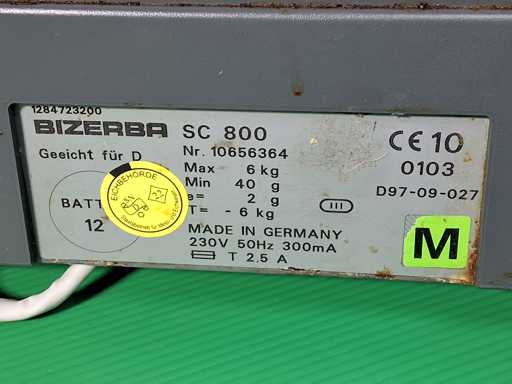 1284723200
BIZERBA SC 800
Geeicht für D
Nr. 10656364
Max 6 kg
Min 40 g
e= 2 g
T= - 6 kg
BATT
12
EICHBEHÖRDE
III
MADE IN GERMANY
230V 50Hz 300mA
T 2.5 A
CE 10
0103
D97-09-027
M